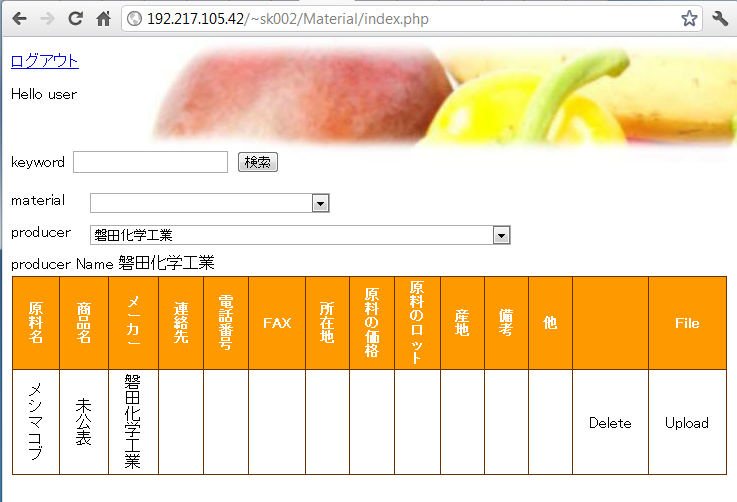 192.217.105.42/~sk002/Material/index.php
ログアウト
Hello user
keyword 検索
material
producer 磐田化学工業
producer Name 磐田化学工業
原料名 商品名 メーカー 連絡先 電話番号 FAX 所在地 原料の価格 原料のロット 産地 備考 他 File
メシマコブ 未公表 磐田化学工業 Delete Upload